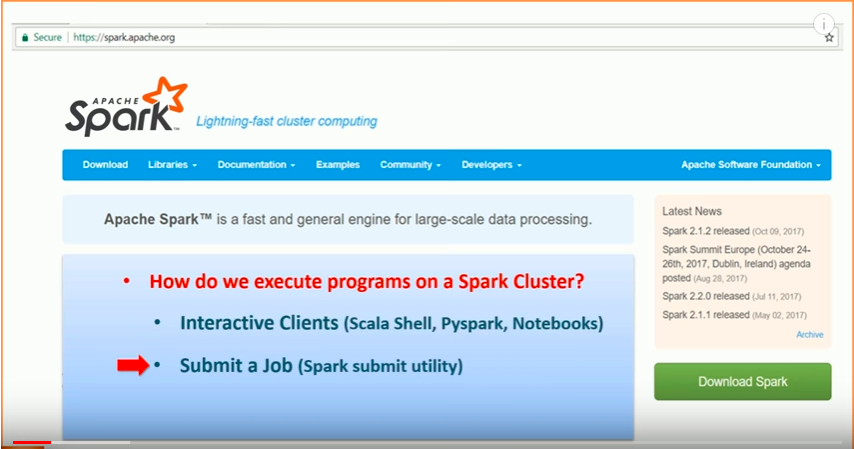 Secure | https://spark.apache.org
APACHE
Spark™
Lightning-fast cluster computing
Download Libraries Documentation Examples Community Developers Apache Software Foundation
Apache Spark™ is a fast and general engine for large-scale data processing.
• How do we execute programs on a Spark Cluster?
• Interactive Clients (Scala Shell, Pyspark, Notebooks)
• Submit a Job (Spark submit utility)
Latest News
Spark 2.1.2 released (Oct 09, 2017)
Spark Summit Europe (October 24-
26th, 2017, Dublin, Ireland) agenda
posted (Aug 28, 2017)
Spark 2.2.0 released (Jul 11, 2017)
Spark 2.1.1 released (May 02, 2017)
Archive
Download Spark